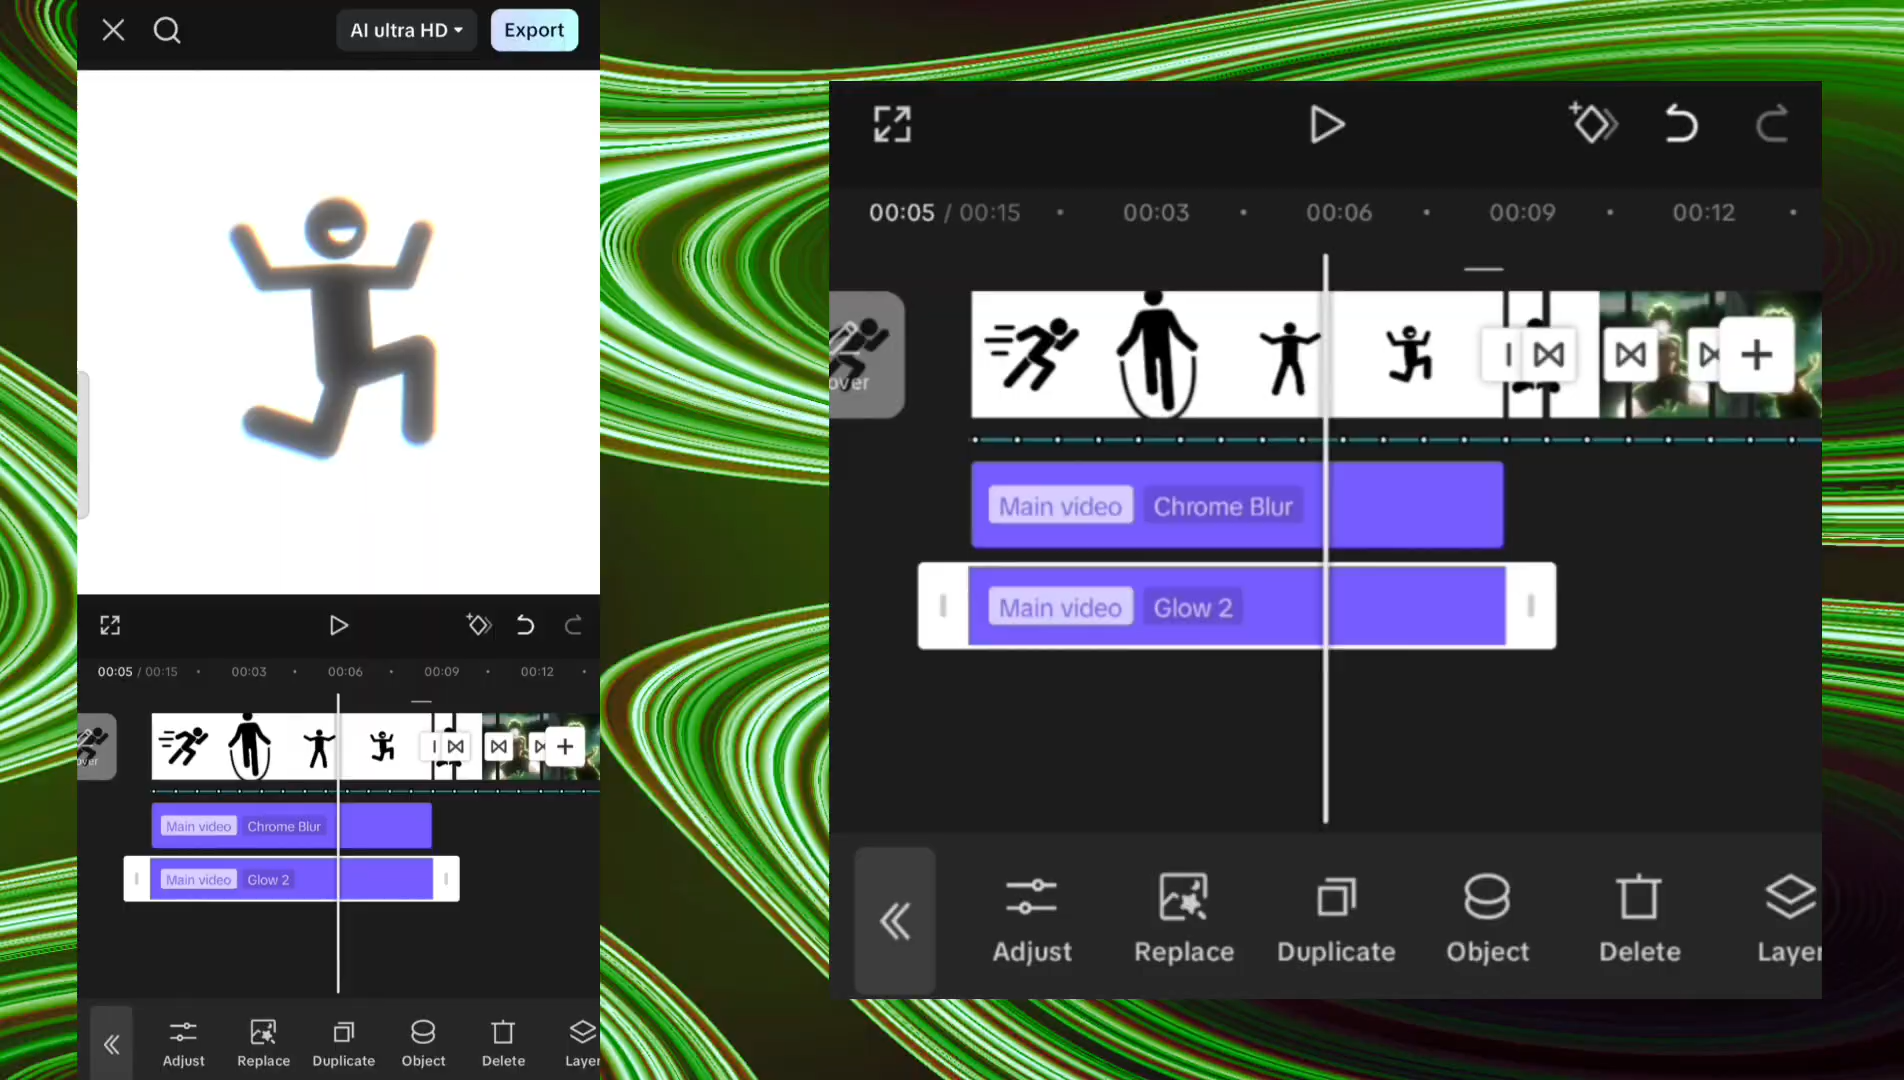 AI ultra HD
Export
00:05 / 00:15
00:03
00:06
00:09
00:12
over
Main video Chrome Blur
Main video Glow 2
Adjust
Replace
Duplicate
Object
Delete
Layer
00:05 / 00:15
00:03
00:06
00:09
00:12
over
Main video Chrome Blur
Main video Glow 2
Adjust
Replace
Duplicate
Object
Delete
Layer